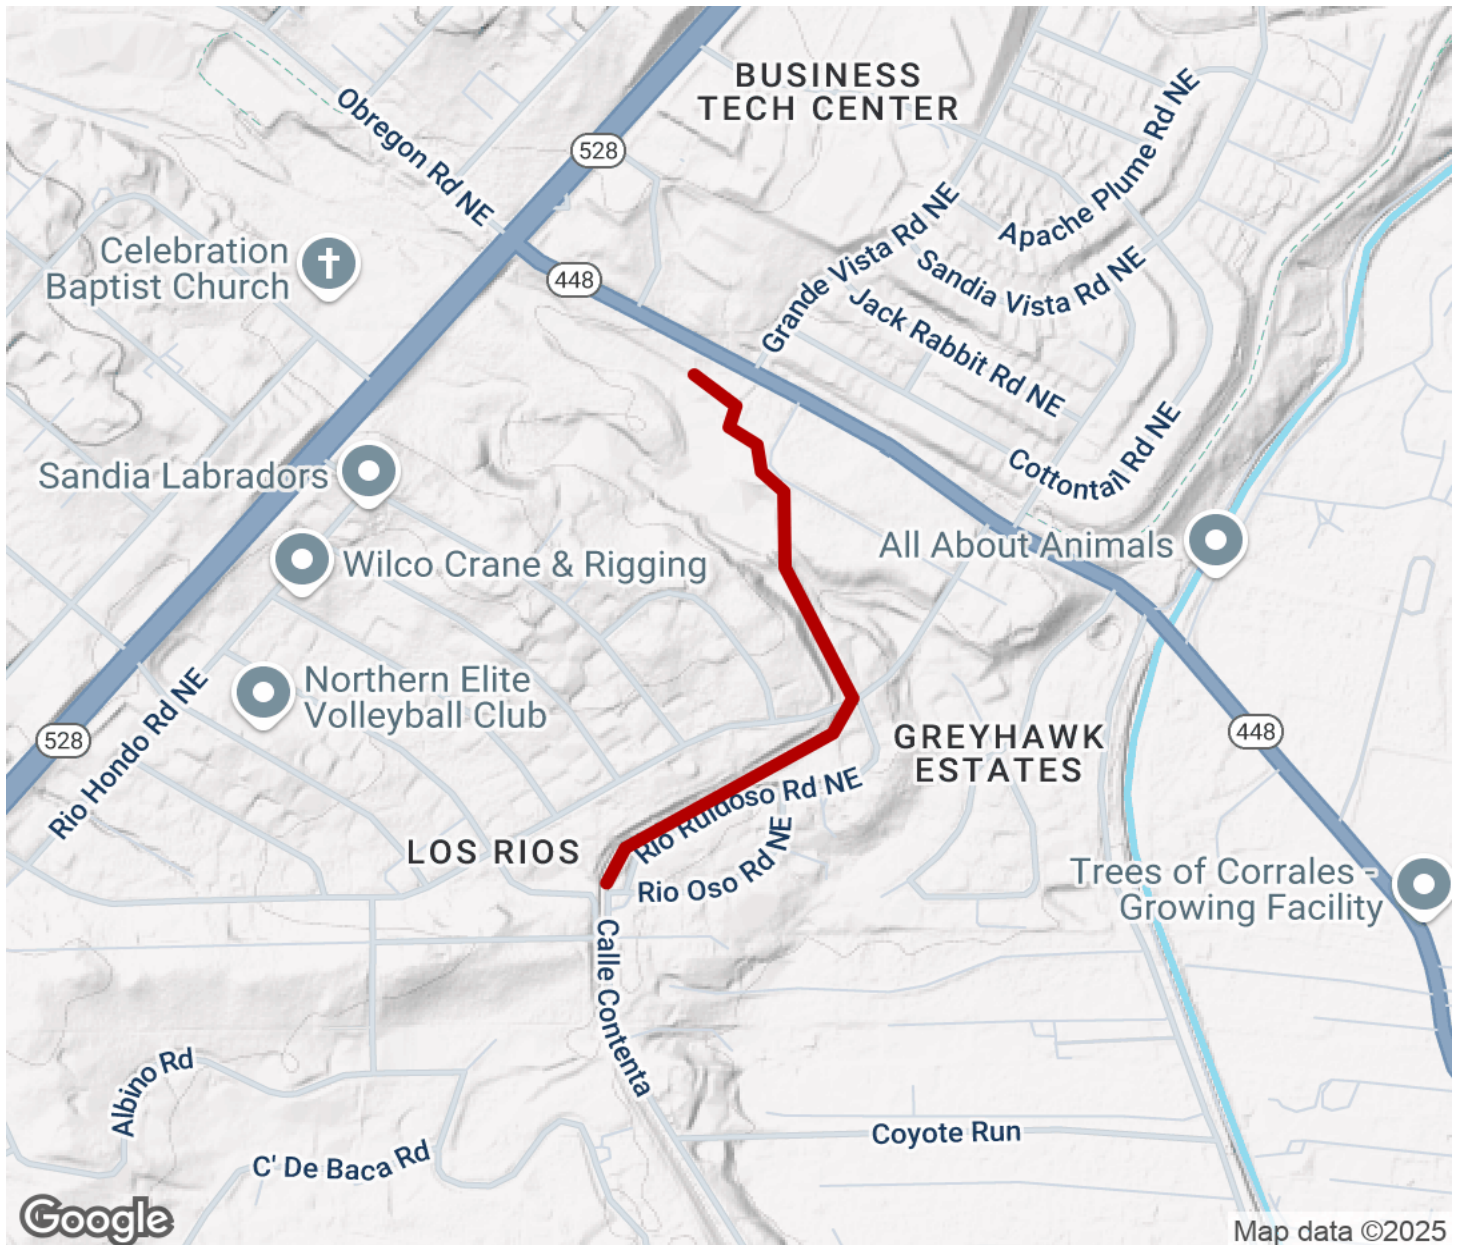 BUSINESS
TECH CENTER
Obregon Rd NE
528
Apache Plume Rd NE
Celebration
Baptist Church
448
Grande Vista Rd NE
Sandia Vista Rd NE
Jack Rabbit Rd NE
Sandia Labradors
Cottontail Rd NE
All About Animals
Wilco Crane & Rigging
Northern Elite
Volleyball Club
528
Rio Hondo Rd NE
GREYHAWK
ESTATES
448
Rio Ruidoso Rd NE
LOS RIOS
Rio Oso Rd NE
Trees of Corrales -
Growing Facility
Calle Contenta
Albino Rd
Coyote Run
C' De Baca Rd
Google
Map data ©2025